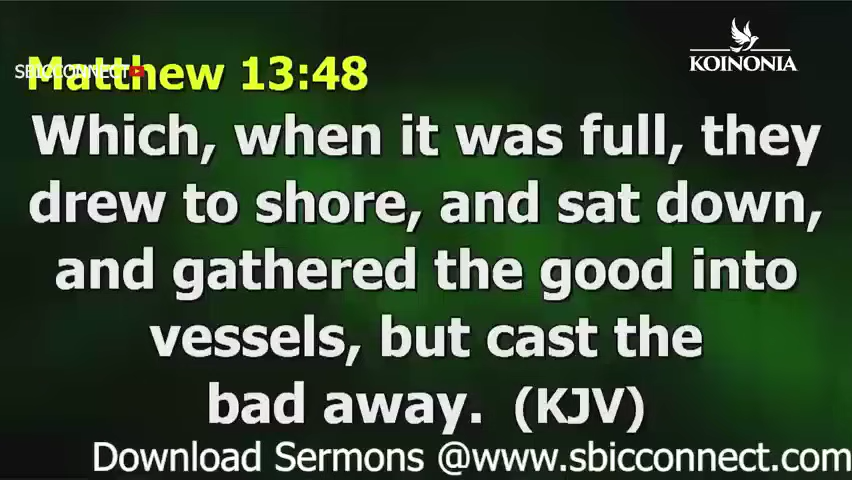 KOINONIA
SBICCONNECT
Matthew 13:48
Which, when it was full, they
drew to shore, and sat down,
and gathered the good into
vessels, but cast the
bad away. (KJV)
Download Sermons @www.sbicconnect.com